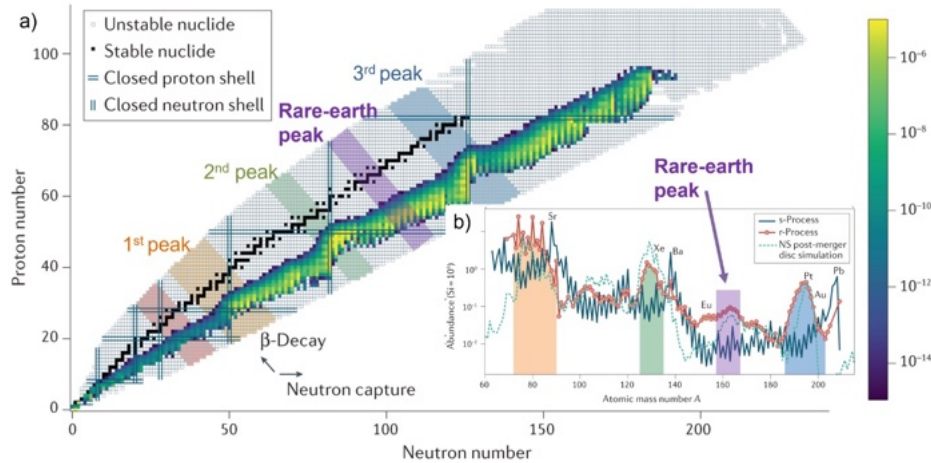 a)
Unstable nuclide
Stable nuclide
Closed proton shell
Closed neutron shell
3rd peak
Rare-earth
peak
2nd peak
1st peak
β-Decay
Neutron capture
Proton number
100
80
60
40
20
0
0
50
100
150
200
Neutron number
10⁻⁶
10⁻⁸
10⁻¹⁰
10⁻¹²
10⁻¹⁴
Rare-earth
peak
b)
s-Process
r-Process
NS post-merger
disc simulation
Sr
Xe
Ba
Eu
Pt
Au
Pb
10⁰
60
80
100
120
140
160
180
200
Atomic mass number A